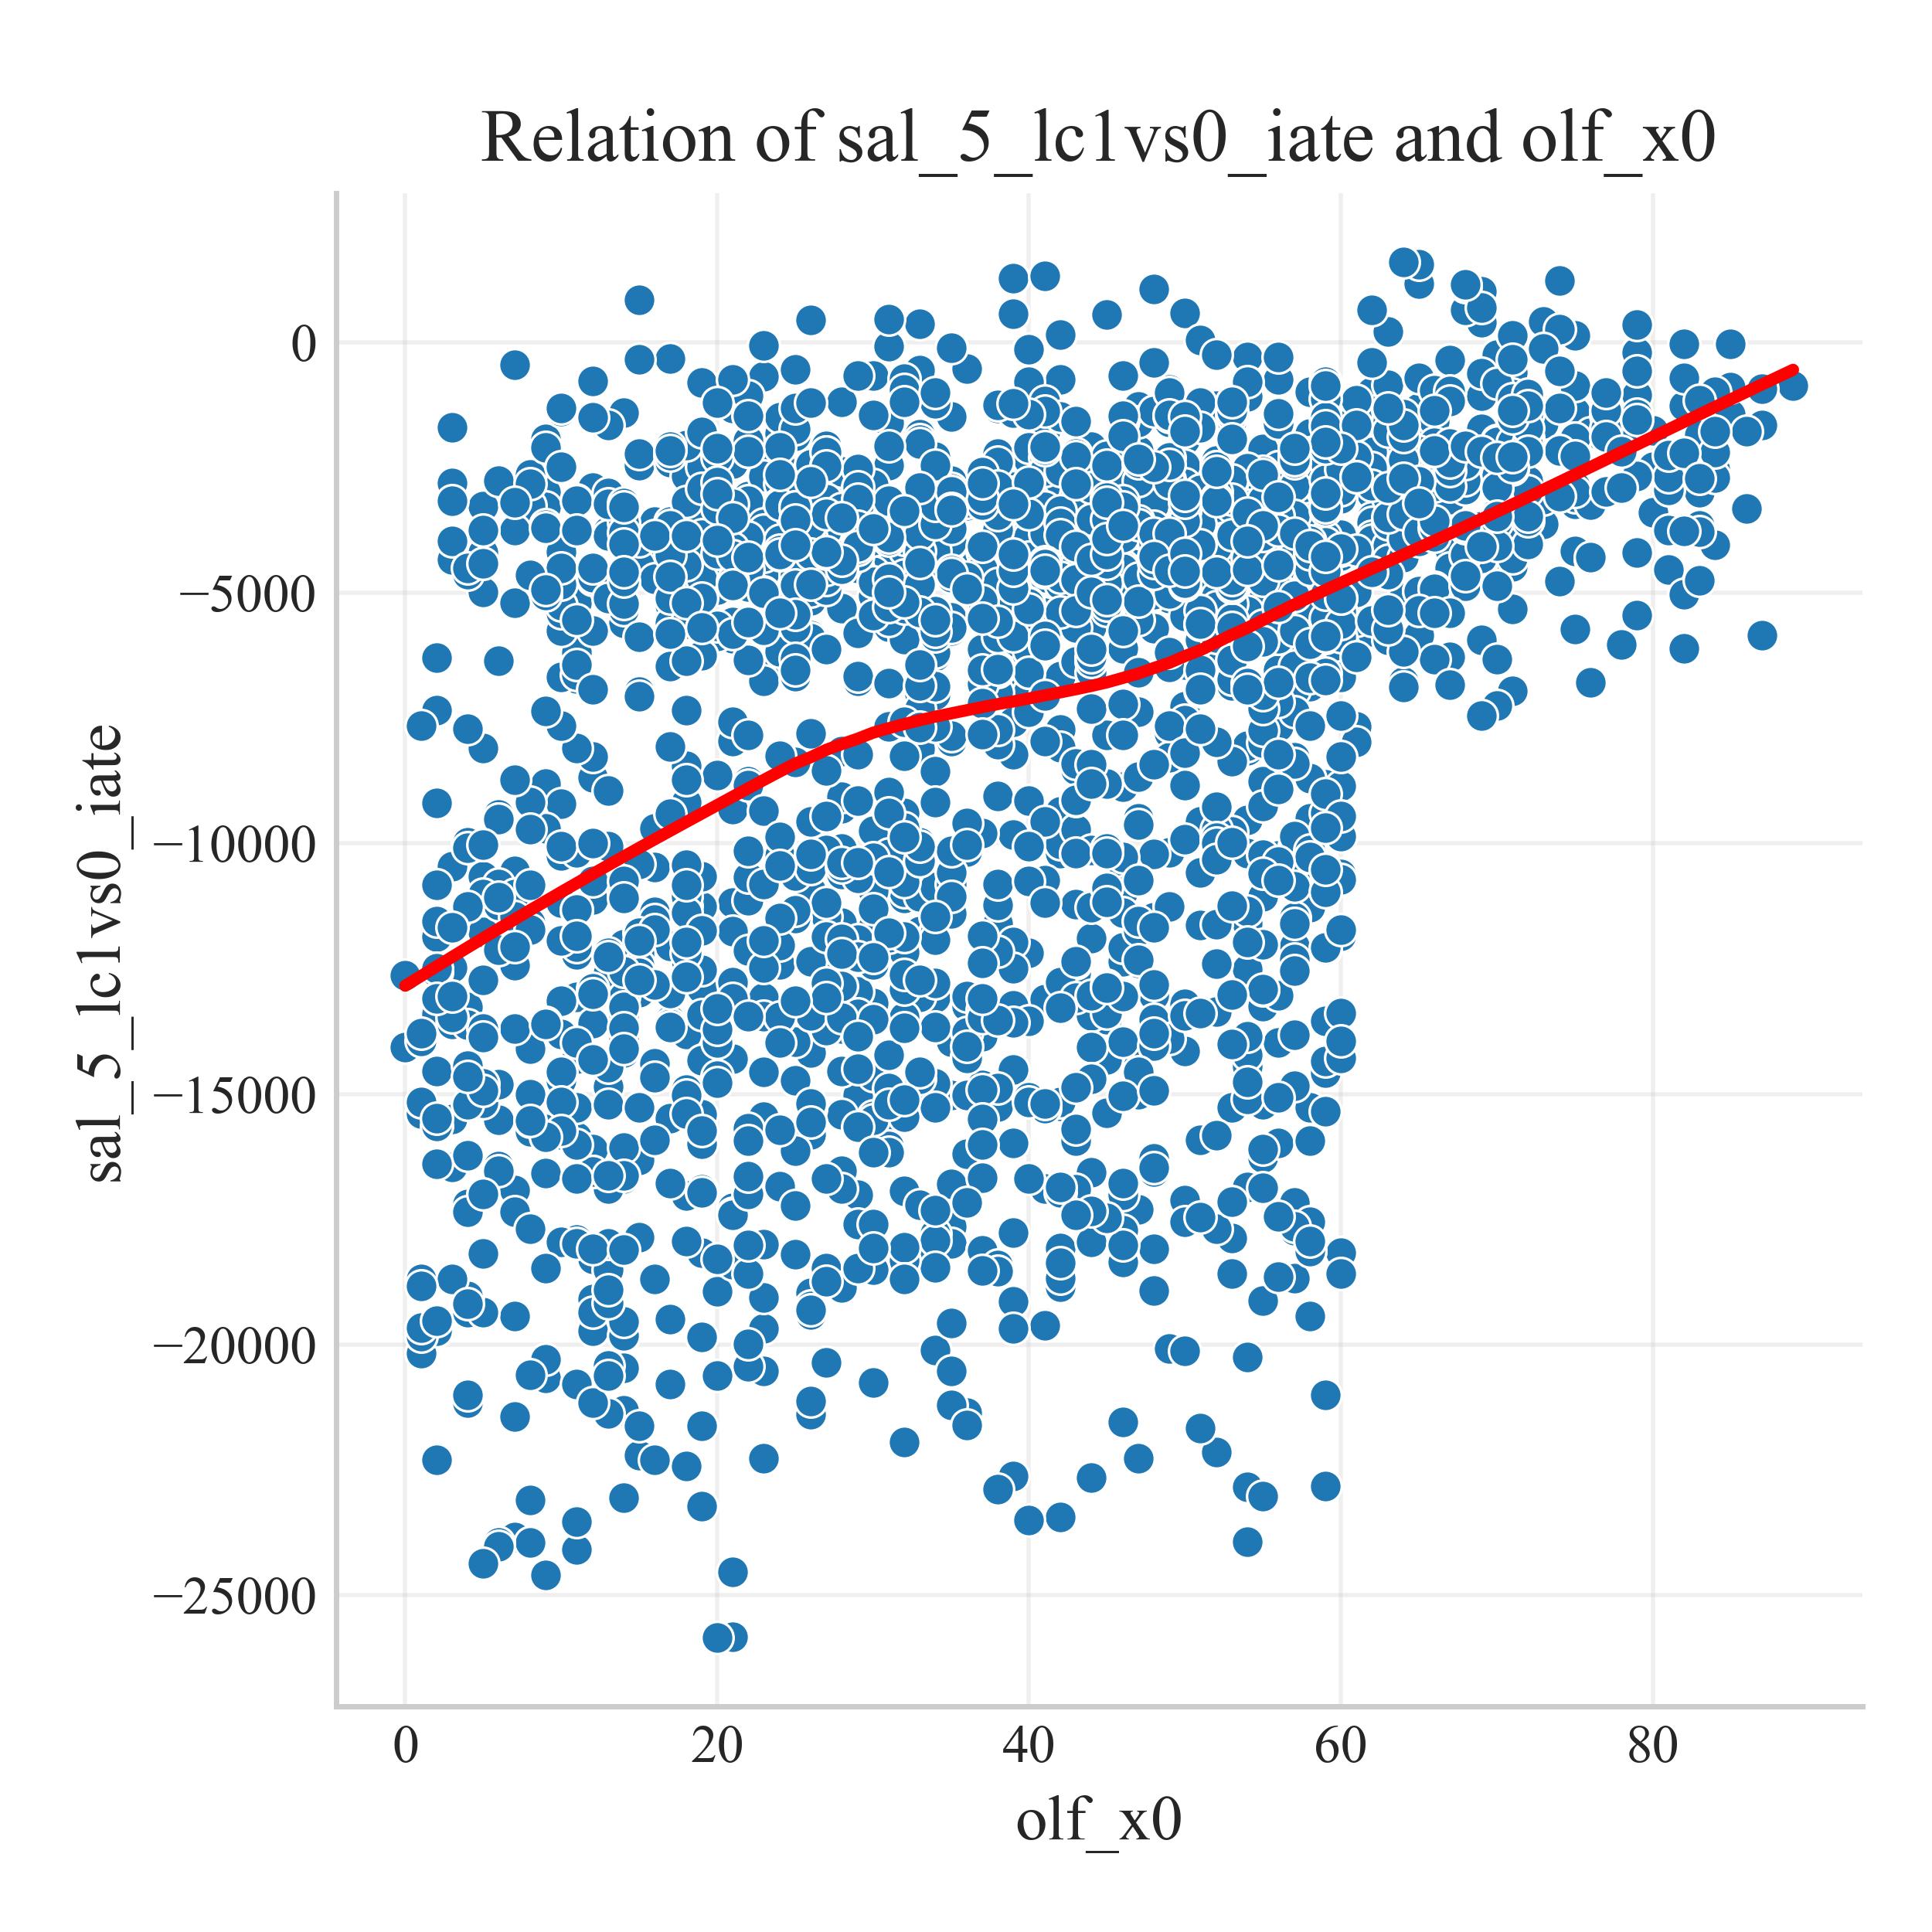 Relation of sal_5_lc1vs0_iate and olf_x0
sal_5_lc1vs0_iate
0
−5000
−10000
−15000
−20000
−25000
0 20 40 60 80
olf_x0